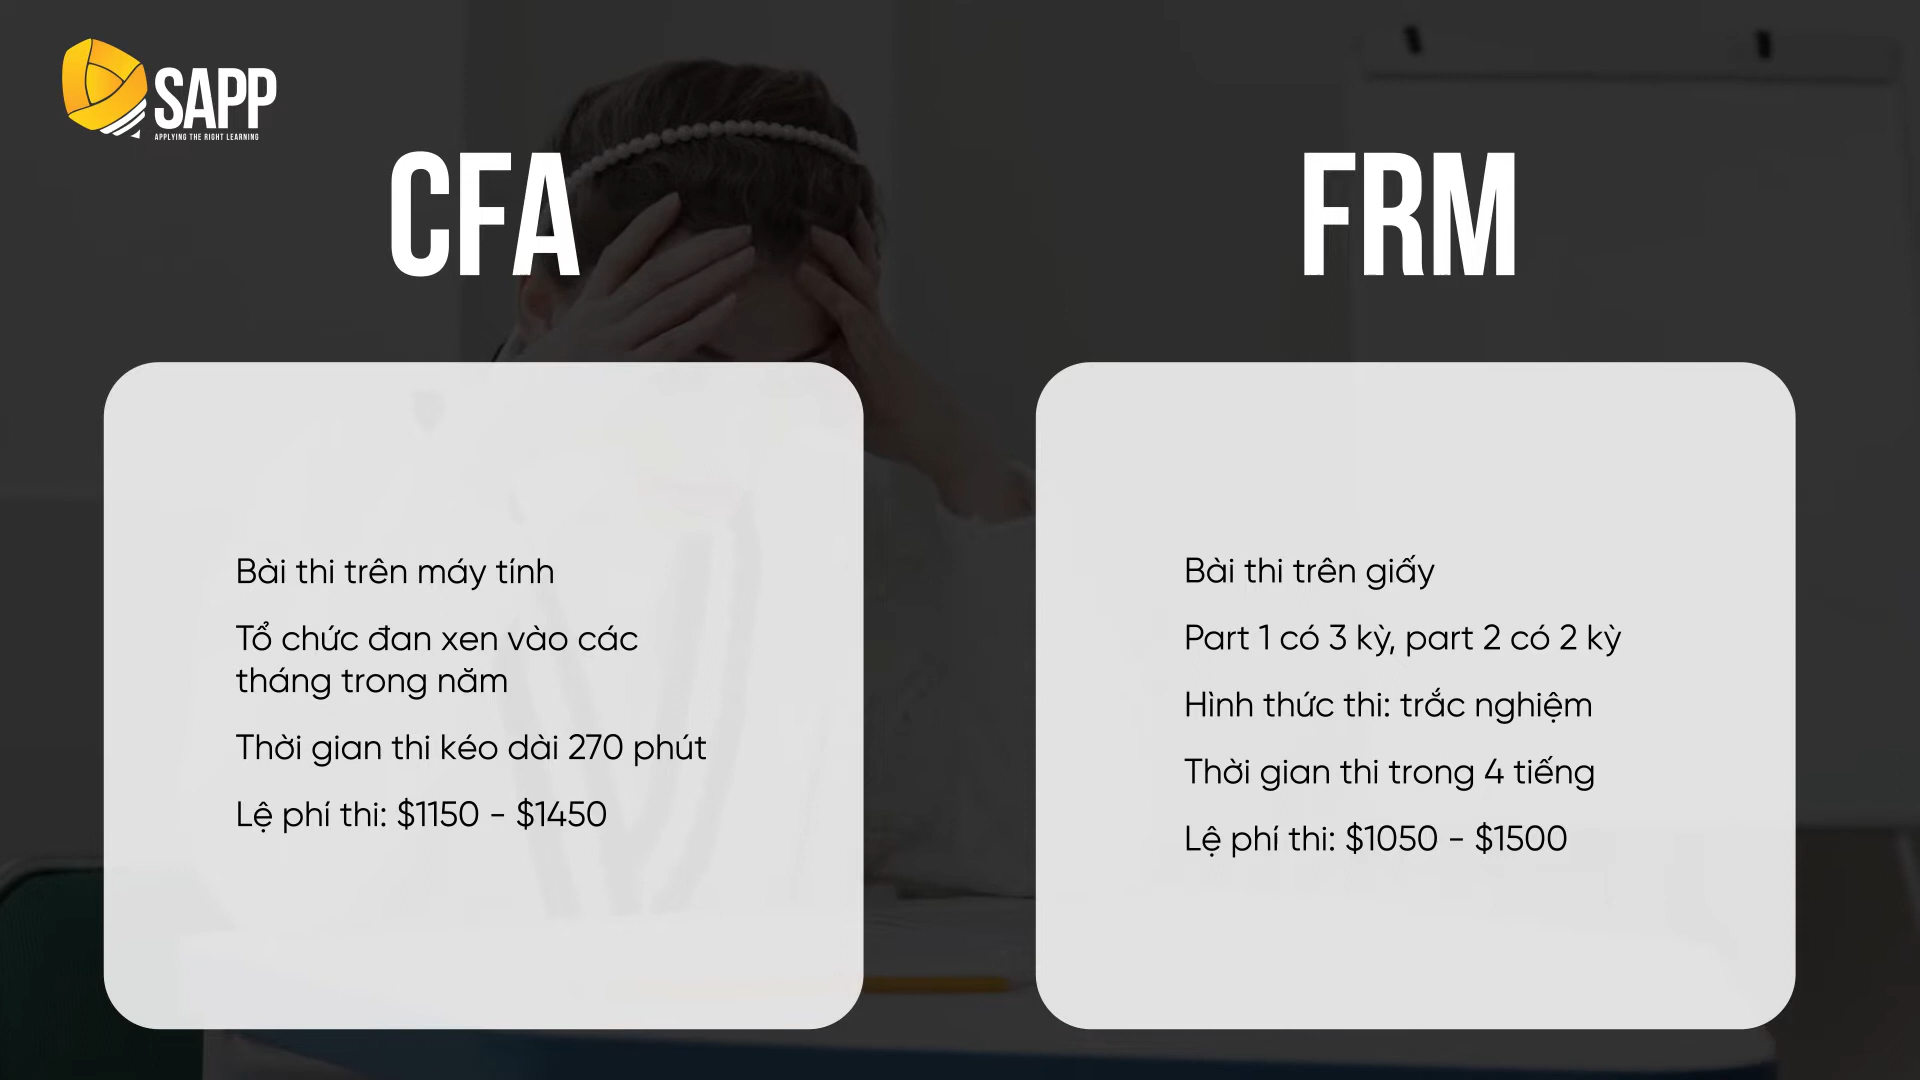 SAPP
APPLYING THE RIGHT LEARNING
CFA
Bài thi trên máy tính
Tổ chức đan xen vào các
tháng trong năm
Thời gian thi kéo dài 270 phút
Lệ phí thi: $1150 - $1450
FRM
Bài thi trên giấy
Part 1 có 3 kỳ, part 2 có 2 kỳ
Hình thức thi: trắc nghiệm
Thời gian thi trong 4 tiếng
Lệ phí thi: $1050 - $1500